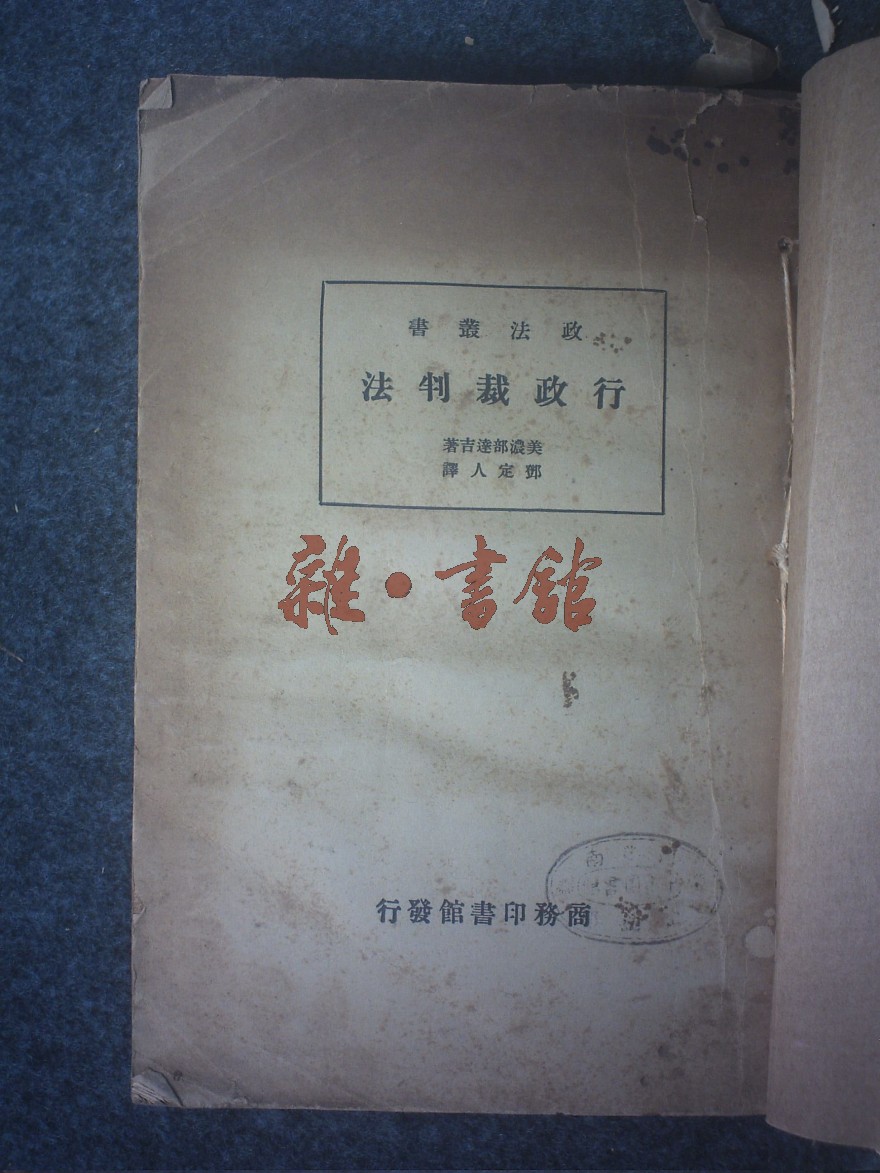 政法叢書
行政裁判法
美濃部達吉著
鄧定人譯
雜·書館
商務印書館發行